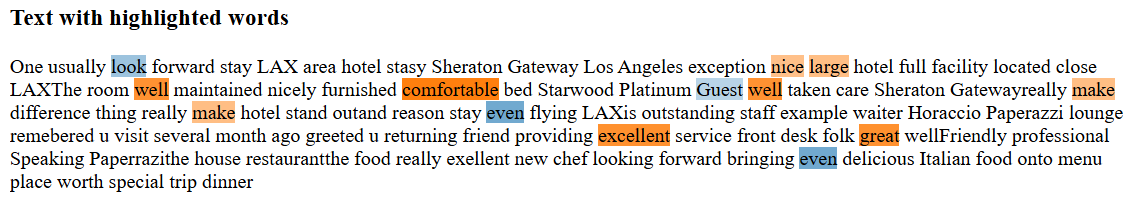 Text with highlighted words
One usually look forward stay LAX area hotel stasy Sheraton Gateway Los Angeles exception nice large hotel full facility located close
LAXThe room well maintained nicely furnished comfortable bed Starwood Platinum Guest well taken care Sheraton Gatewayreally make
difference thing really make hotel stand outand reason stay even flying LAXis outstanding staff example waiter Horaccio Paperazzi lounge
remebered u visit several month ago greeted u returning friend providing excellent service front desk folk great wellFriendly professional
Speaking Paperrazithe house restaurantthe food really exellent new chef looking forward bringing even delicious Italian food onto menu
place worth special trip dinner